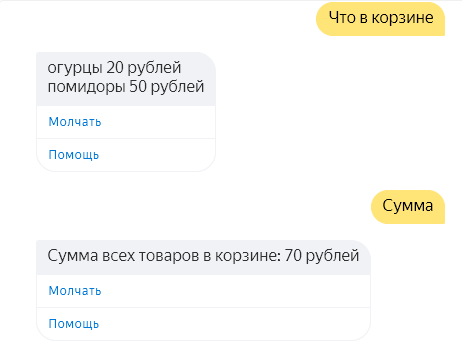 Что в корзине
огурцы 20 рублей
помидоры 50 рублей
Молчать
Помощь
Сумма
Сумма всех товаров в корзине: 70 рублей
Молчать
Помощь